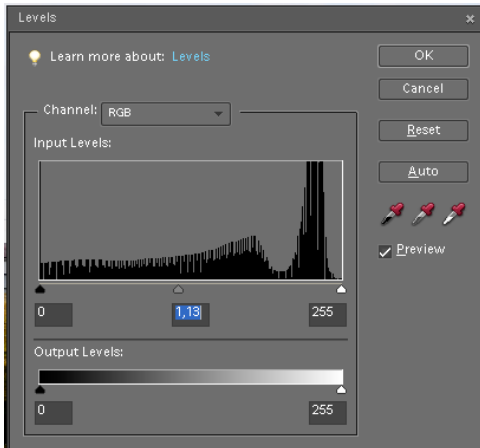 Levels
Learn more about: Levels
OK
Cancel
Channel: RGB
Reset
Input Levels:
Auto
Preview
0 1,13 255
Output Levels:
0 255